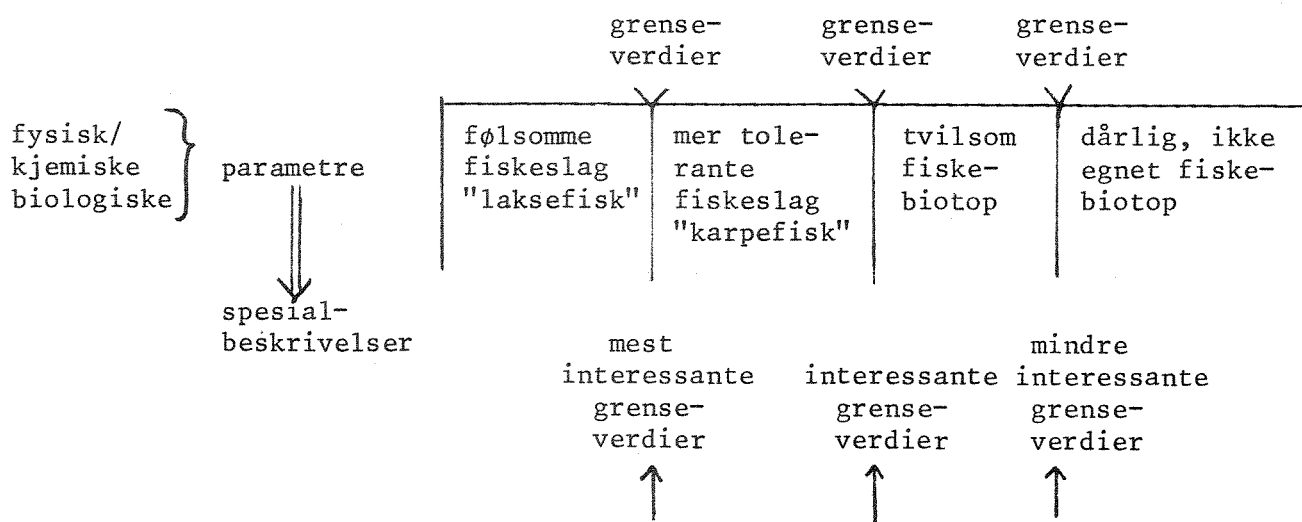 grense-
verdier
grense-
verdier
grense-
verdier
fysisk/
kjemiske
biologiske
parametre
spesial-
beskrivelser
følsomme
fiskeslag
"laksefisk"
mer tole-
rante
fiskeslag
"karpefisk"
tvilsom
fiske-
biotop
dårlig, ikke
egnet fiske-
biotop
mest
interessante
grense-
verdier
interessante
grense-
verdier
mindre
interessante
grense-
verdier